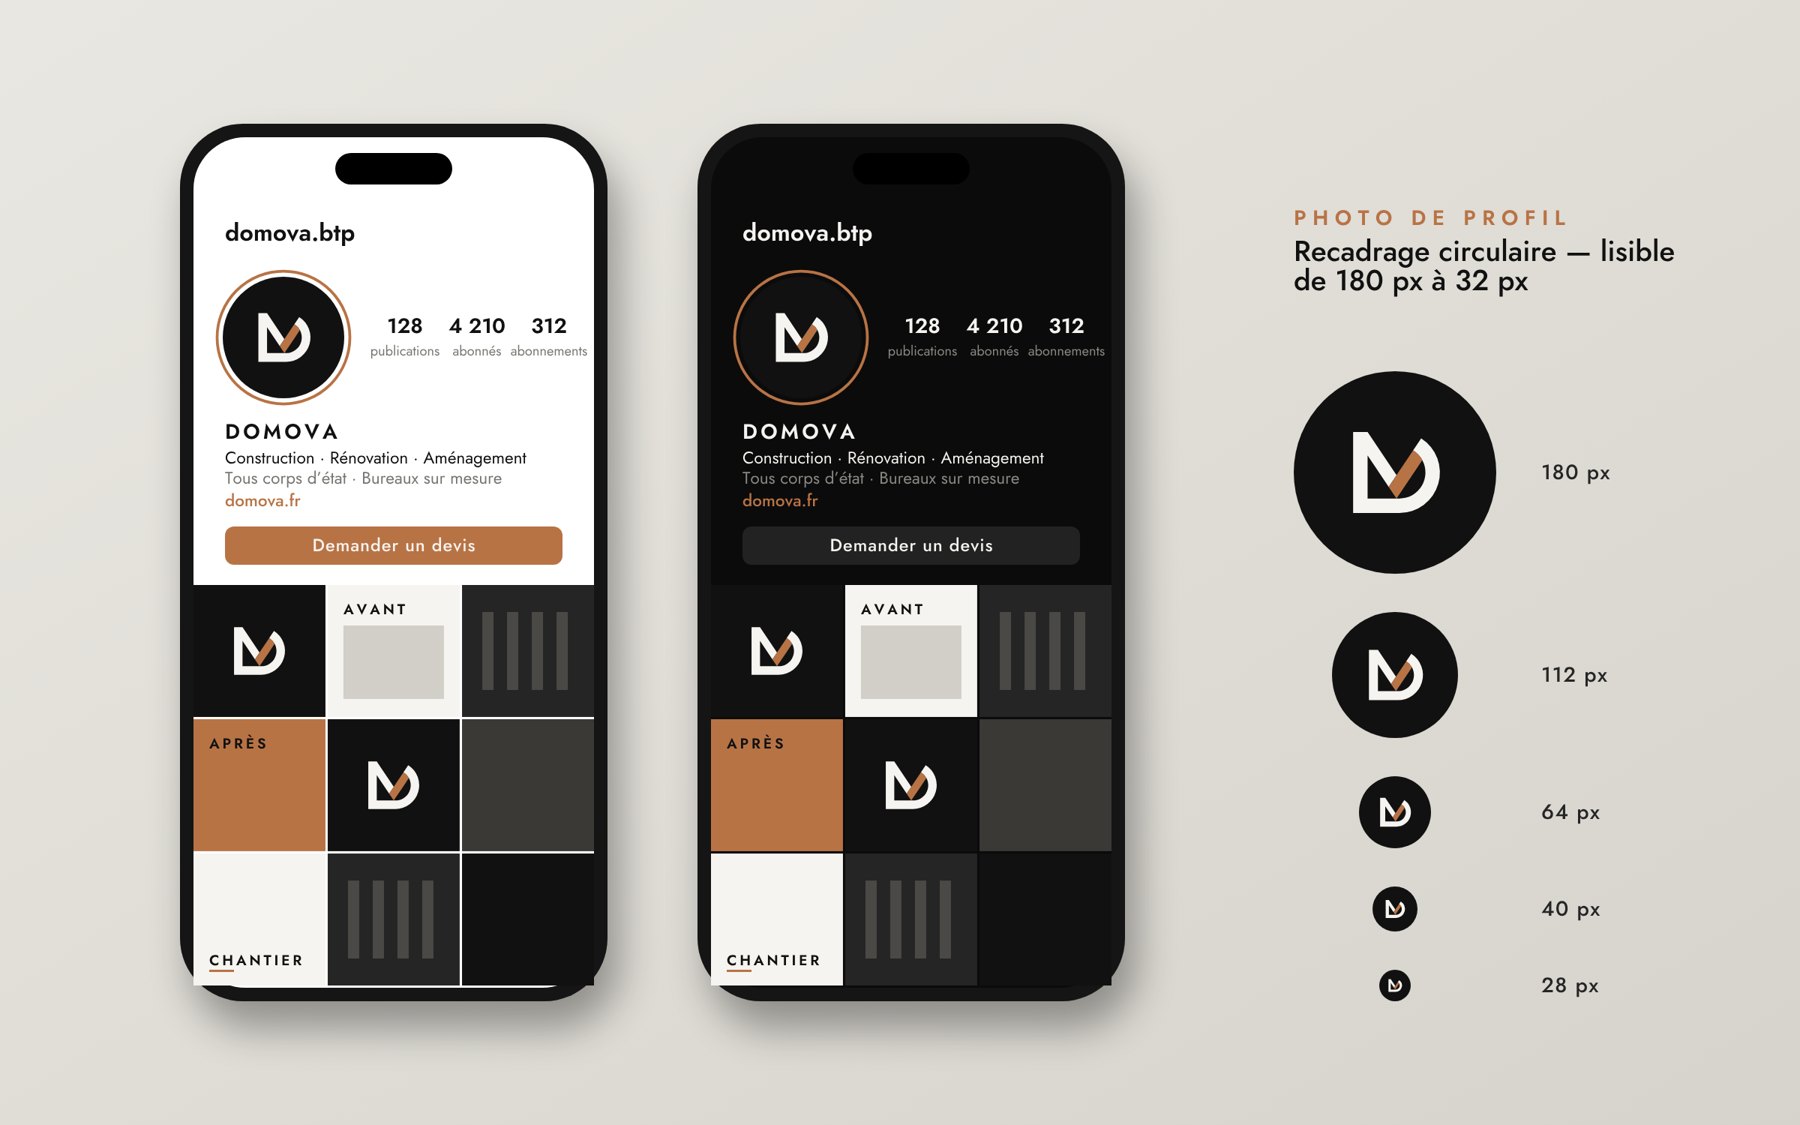 domova.btp
128 4 210 312
publications abonnés abonnements
DOMOVA
Construction · Rénovation · Aménagement
Tous corps d’état · Bureaux sur mesure
domova.fr
Demander un devis
AVANT
APRÈS
CHANTIER
domova.btp
128 4 210 312
publications abonnés abonnements
DOMOVA
Construction · Rénovation · Aménagement
Tous corps d’état · Bureaux sur mesure
domova.fr
Demander un devis
AVANT
APRÈS
CHANTIER
PHOTO DE PROFIL
Recadrage circulaire — lisible
de 180 px à 32 px
180 px
112 px
64 px
40 px
28 px